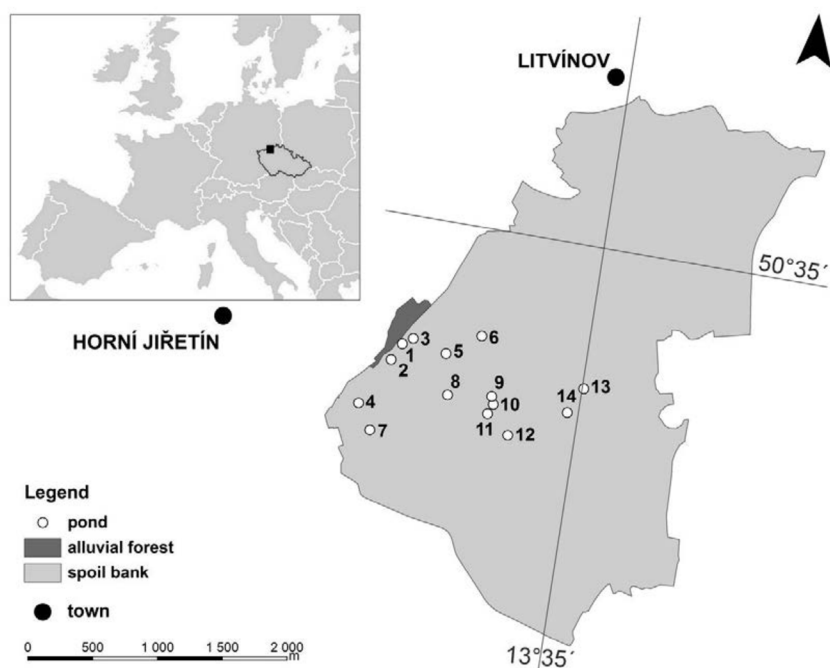 LITVÍNOV
50°35´
HORNÍ JIŘETÍN
3
6
1
5
2
13
8
9
4
10
14
11
7
12
Legend
pond
alluvial forest
spoil bank
town
0 500 1 000 1 500 2 000
m
13°35´